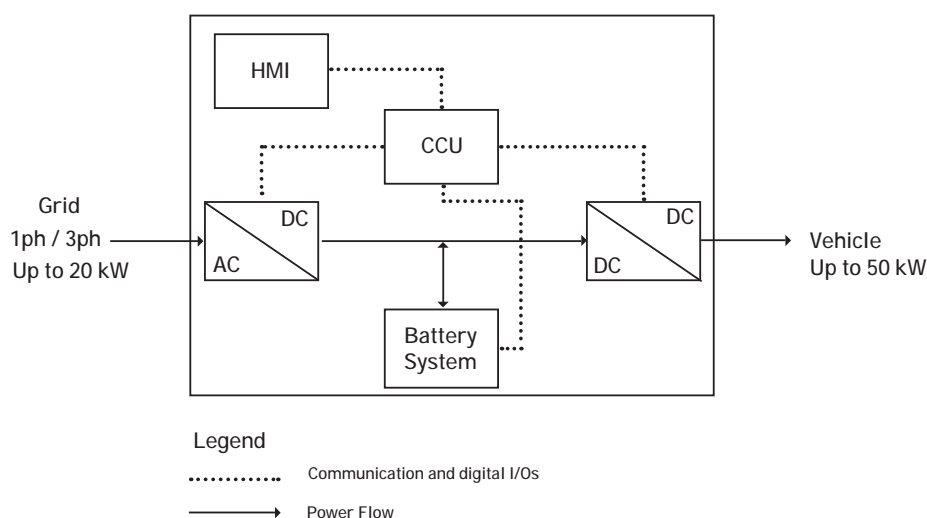 HMI
CCU
Grid
1ph / 3ph
Up to 20 kW
DC
AC
DC
DC
Vehicle
Up to 50 kW
Battery
System
Legend
Communication and digital I/Os
Power Flow